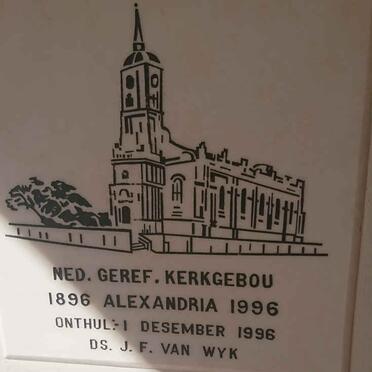 NED. GEREF. KERKGEBOU
1896 ALEXANDRIA 1996
ONTHUL:-1 DESEMBER 1996
DS. J. F. VAN WYK